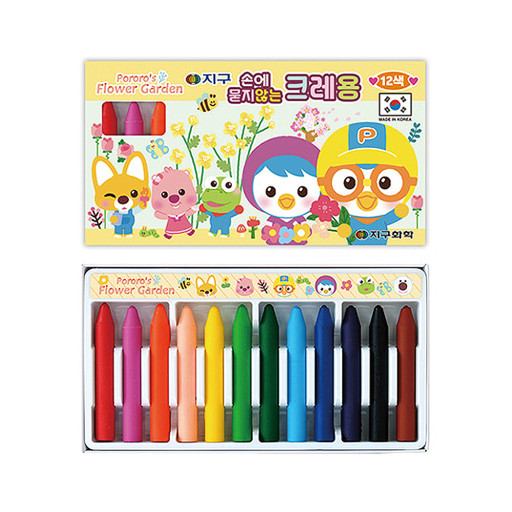 Pororo's
Flower Garden
지구
손에
묻지않는
크레용
12색
MADE IN KOREA
P
지구화학
Pororo's
Flower Garden